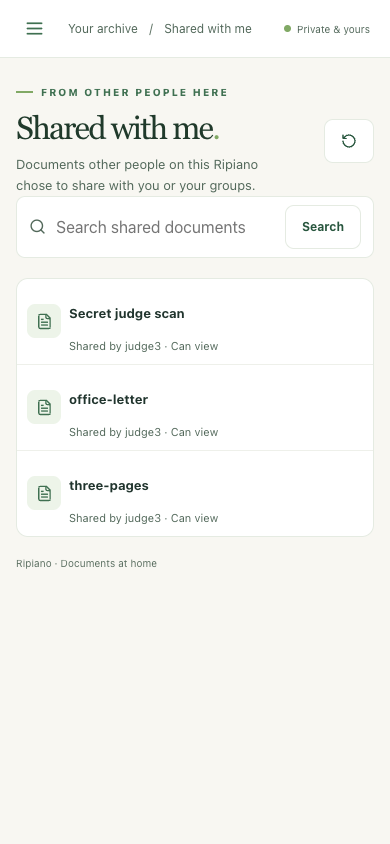 Your archive / Shared with me
Private & yours
FROM OTHER PEOPLE HERE
Shared with me.
Documents other people on this Ripiano
chose to share with you or your groups.
Search shared documents
Search
Secret judge scan
Shared by judge3 · Can view
office-letter
Shared by judge3 · Can view
three-pages
Shared by judge3 · Can view
Ripiano · Documents at home